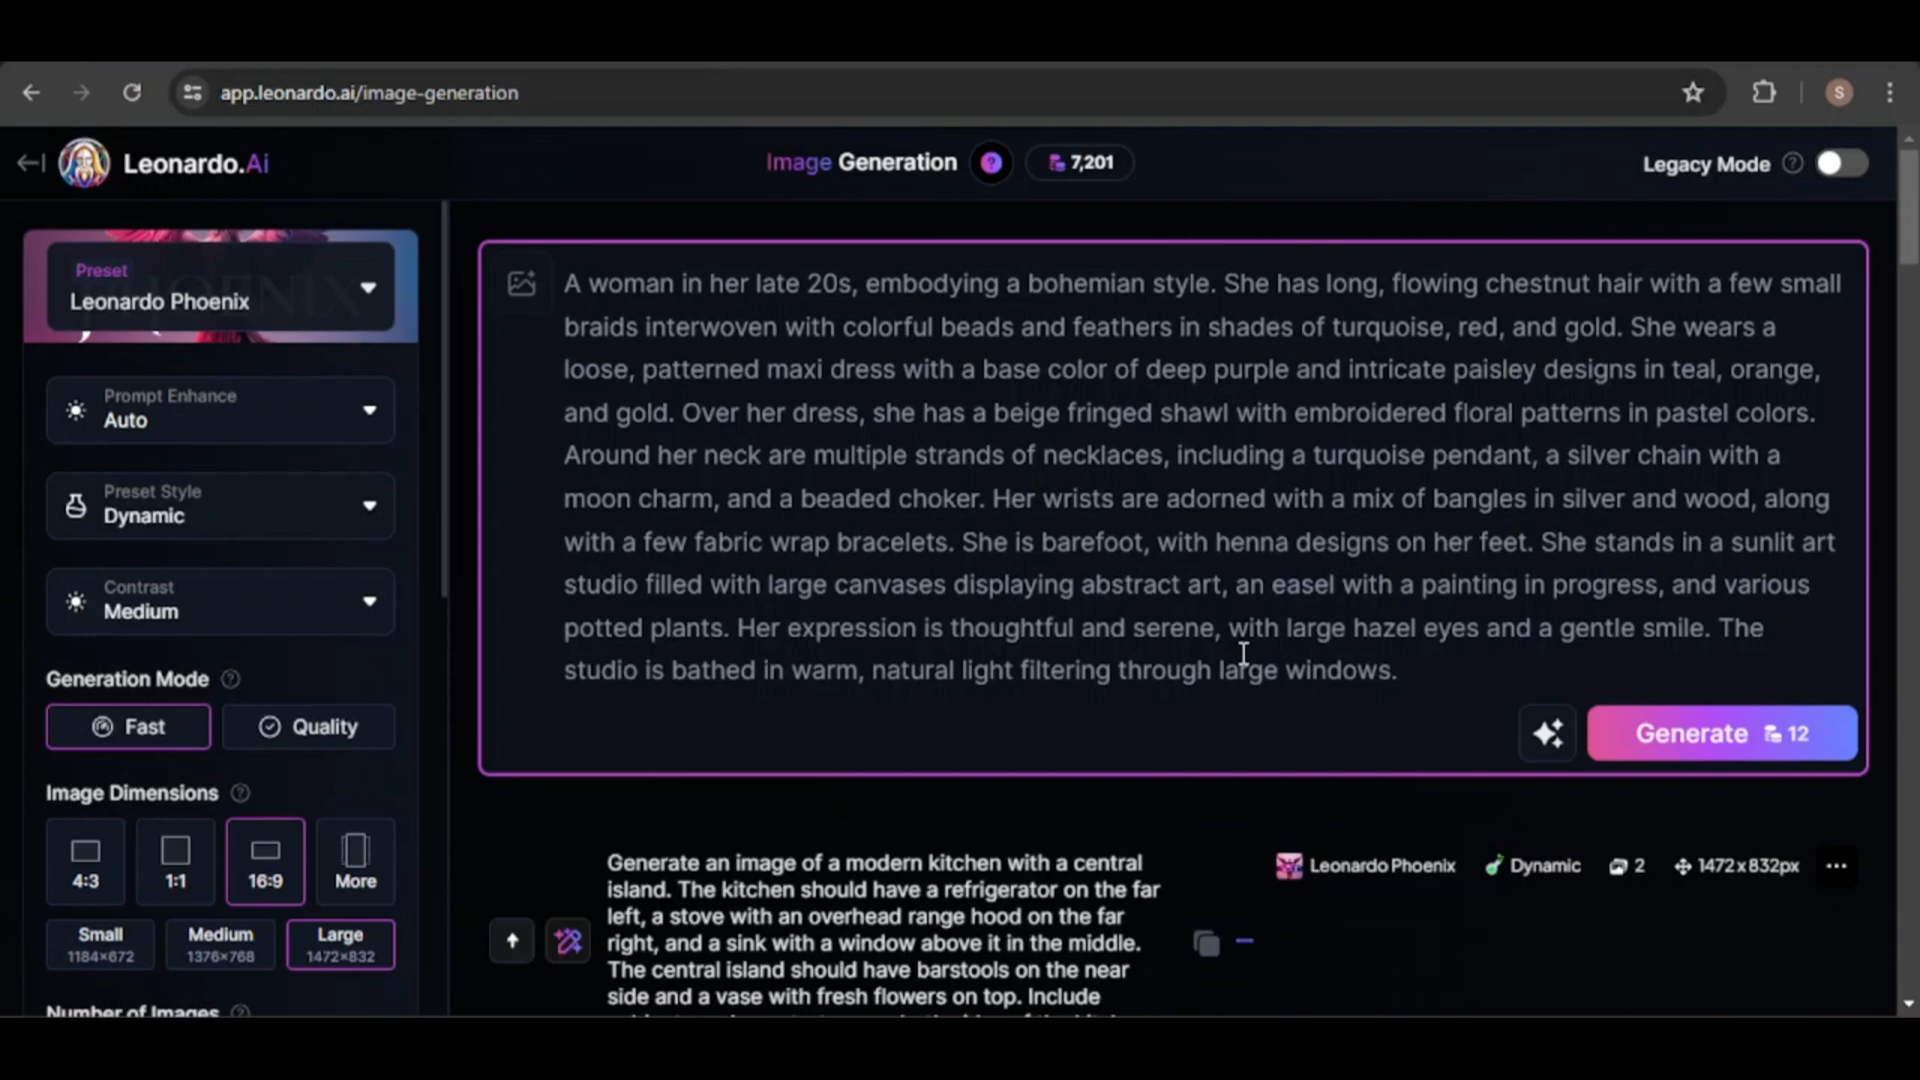 app.leonardo.ai/image-generation
S
Leonardo.Ai
Image Generation
?
7,201
Legacy Mode ?
Preset
Leonardo Phoenix
Prompt Enhance
Auto
Preset Style
Dynamic
Contrast
Medium
Generation Mode ?
Fast
Quality
Image Dimensions ?
4:3
1:1
16:9
More
Small
1184×672
Medium
1376×768
Large
1472×832
Number of Images ?
A woman in her late 20s, embodying a bohemian style. She has long, flowing chestnut hair with a few small
braids interwoven with colorful beads and feathers in shades of turquoise, red, and gold. She wears a
loose, patterned maxi dress with a base color of deep purple and intricate paisley designs in teal, orange,
and gold. Over her dress, she has a beige fringed shawl with embroidered floral patterns in pastel colors.
Around her neck are multiple strands of necklaces, including a turquoise pendant, a silver chain with a
moon charm, and a beaded choker. Her wrists are adorned with a mix of bangles in silver and wood, along
with a few fabric wrap bracelets. She is barefoot, with henna designs on her feet. She stands in a sunlit art
studio filled with large canvases displaying abstract art, an easel with a painting in progress, and various
potted plants. Her expression is thoughtful and serene, with large hazel eyes and a gentle smile. The
studio is bathed in warm, natural light filtering through large windows.
Generate 12
Generate an image of a modern kitchen with a central
island. The kitchen should have a refrigerator on the far
left, a stove with an overhead range hood on the far
right, and a sink with a window above it in the middle.
The central island should have barstools on the near
side and a vase with fresh flowers on top. Include
Leonardo Phoenix
Dynamic
2
1472x832px